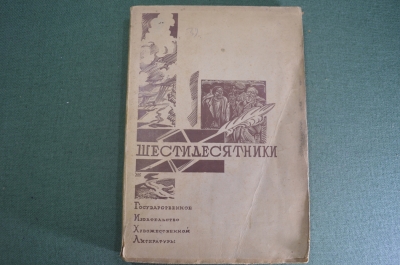 ШЕСТИДЕСЯТНИКИ
ГОСУДАРСТВЕННОЕ
ИЗДАТЕЛЬСТВО
ХУДОЖЕСТВЕННОЙ
ЛИТЕРАТУРЫ